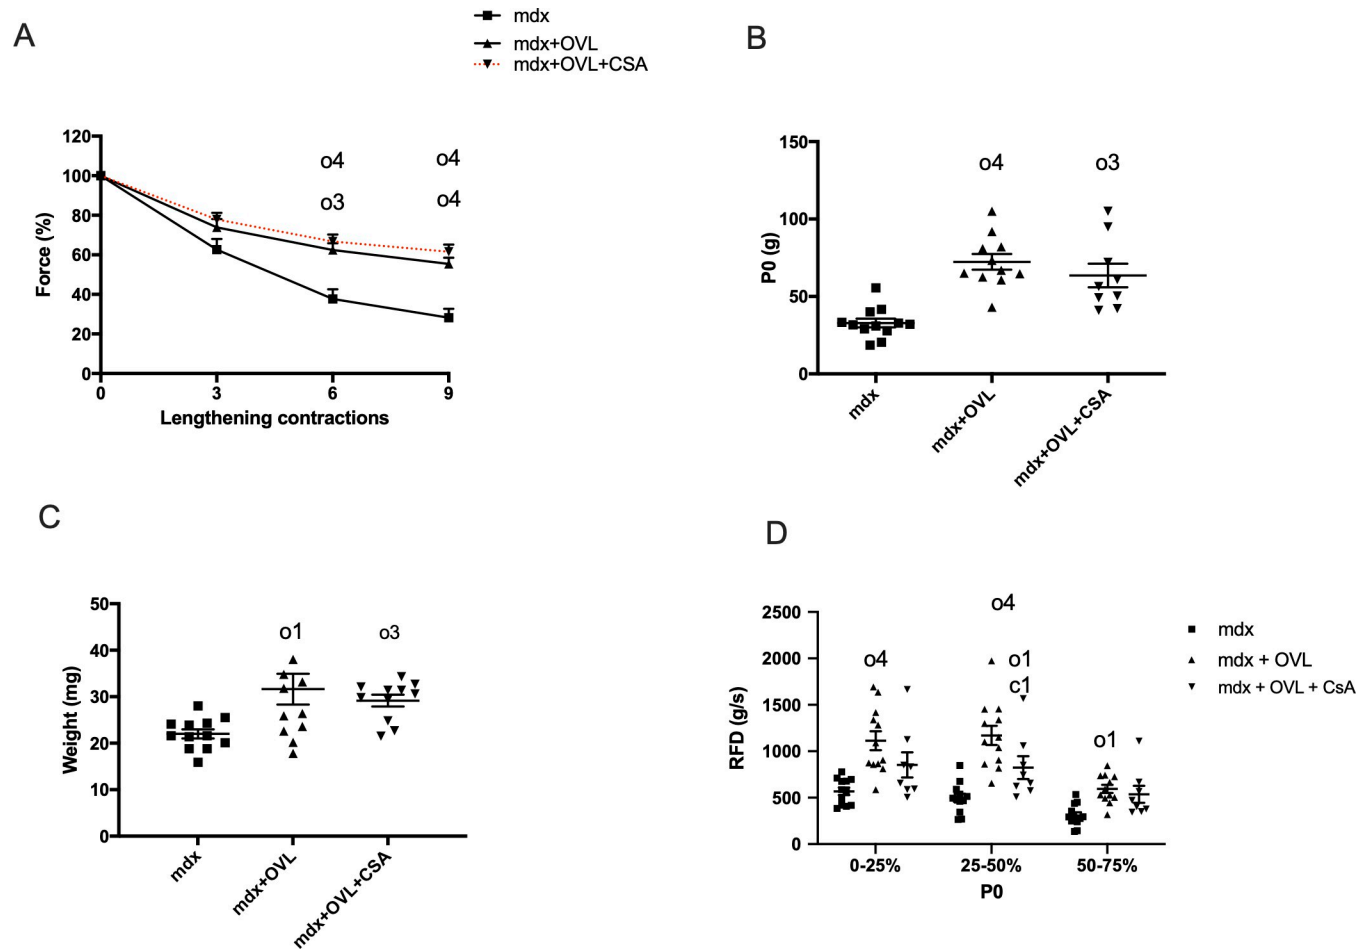 A
mdx
mdx+OVL
mdx+OVL+CSA
120
100
80
60
40
20
0
Force (%)
o4
o4
o3
o4
0
3
6
9
Lengthening contractions
B
150
100
50
0
P0 (g)
o4
o3
mdx
mdx+OVL
mdx+OVL+CSA
C
50
40
30
20
10
0
Weight (mg)
o1
o3
mdx
mdx+OVL
mdx+OVL+CSA
D
2500
2000
1500
1000
500
0
RFD (g/s)
o4
o4
o1
c1
o1
0-25%
25-50%
50-75%
P0
mdx
mdx + OVL
mdx + OVL + CsA